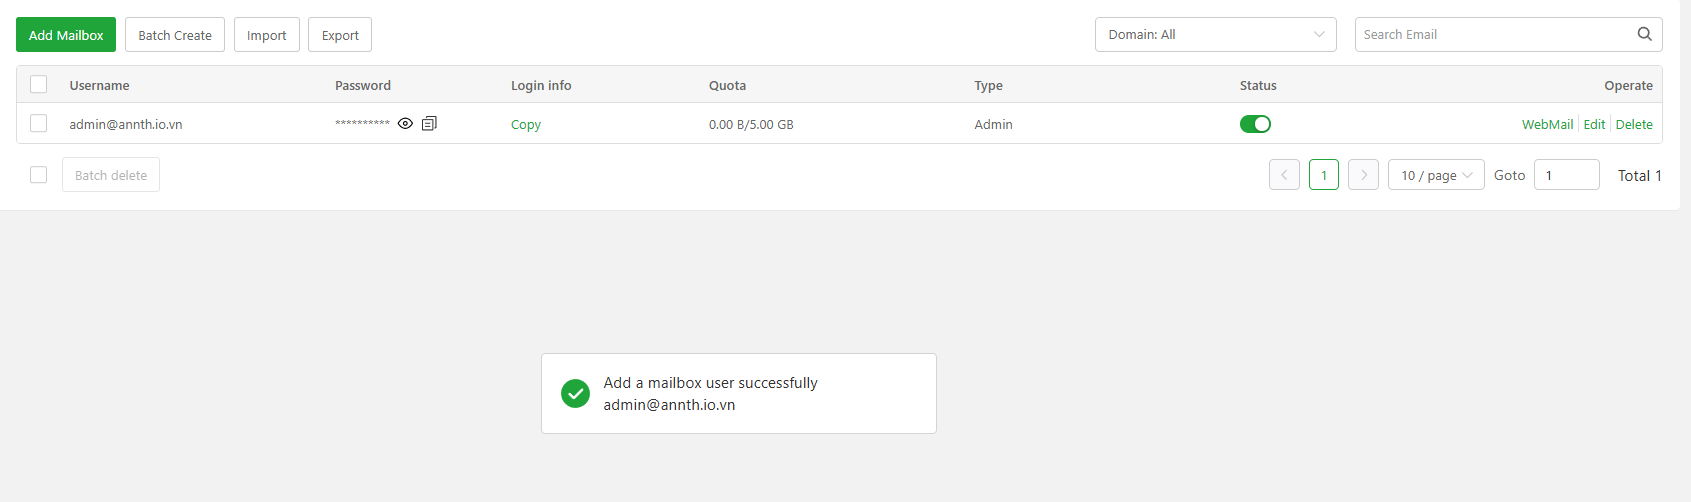 Add Mailbox Batch Create Import Export Domain: All Search Email
Username Password Login info Quota Type Status Operate
admin@annth.io.vn ********** Copy 0.00 B/5.00 GB Admin WebMail Edit Delete
Batch delete 1 10 / page Goto 1 Total 1
Add a mailbox user successfully
admin@annth.io.vn